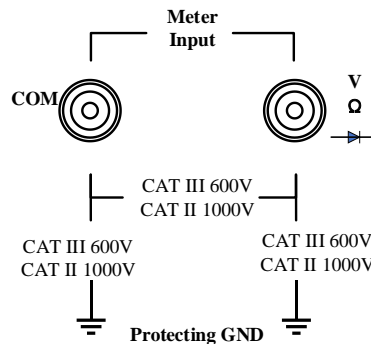 Meter
Input
COM
V
Ω
CAT III 600V
CAT II 1000V
CAT III 600V
CAT II 1000V
CAT III 600V
CAT II 1000V
Protecting GND